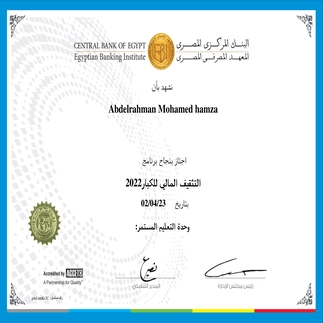 CENTRAL BANK OF EGYPT
Egyptian Banking Institute
البنك المركزي المصري
المعهد المصرفي المصري
نشهد بأن
Abdelrahman Mohamed hamza
اجتاز بنجاح برنامج
التثقيف المالي للكبار2022
بتاريخ 02/04/23
وحدة التعليم المستمر:
Accredited by
A Partnership for Quality
المدير التنفيذي
رئيس مجلس الإدارة